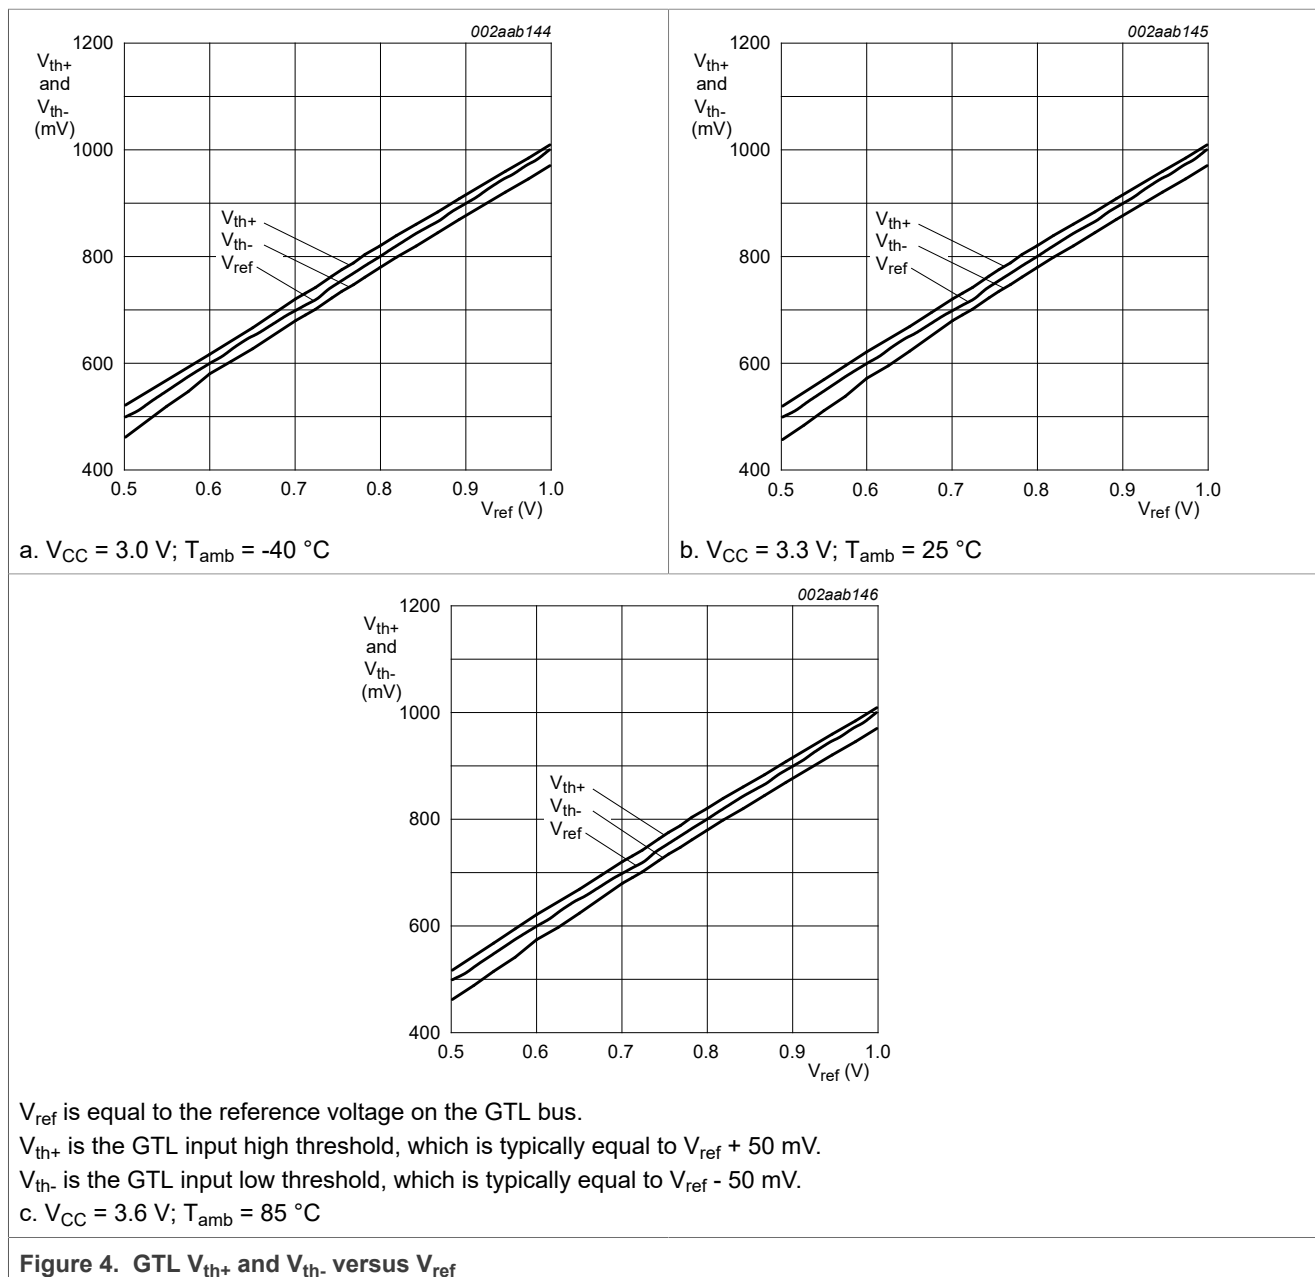 002aab144
1200
Vth+
and
Vth-
(mV)
1000
Vth+
800
Vth-
Vref
600
400
0.5 0.6 0.7 0.8 0.9 1.0
Vref (V)
a. VCC = 3.0 V; Tamb = -40 °C
002aab145
1200
Vth+
and
Vth-
(mV)
1000
Vth+
800
Vth-
Vref
600
400
0.5 0.6 0.7 0.8 0.9 1.0
Vref (V)
b. VCC = 3.3 V; Tamb = 25 °C
002aab146
1200
Vth+
and
Vth-
(mV)
1000
Vth+
800
Vth-
Vref
600
400
0.5 0.6 0.7 0.8 0.9 1.0
Vref (V)
Vref is equal to the reference voltage on the GTL bus.
Vth+ is the GTL input high threshold, which is typically equal to Vref + 50 mV.
Vth- is the GTL input low threshold, which is typically equal to Vref - 50 mV.
c. VCC = 3.6 V; Tamb = 85 °C
Figure 4. GTL Vth+ and Vth- versus Vref